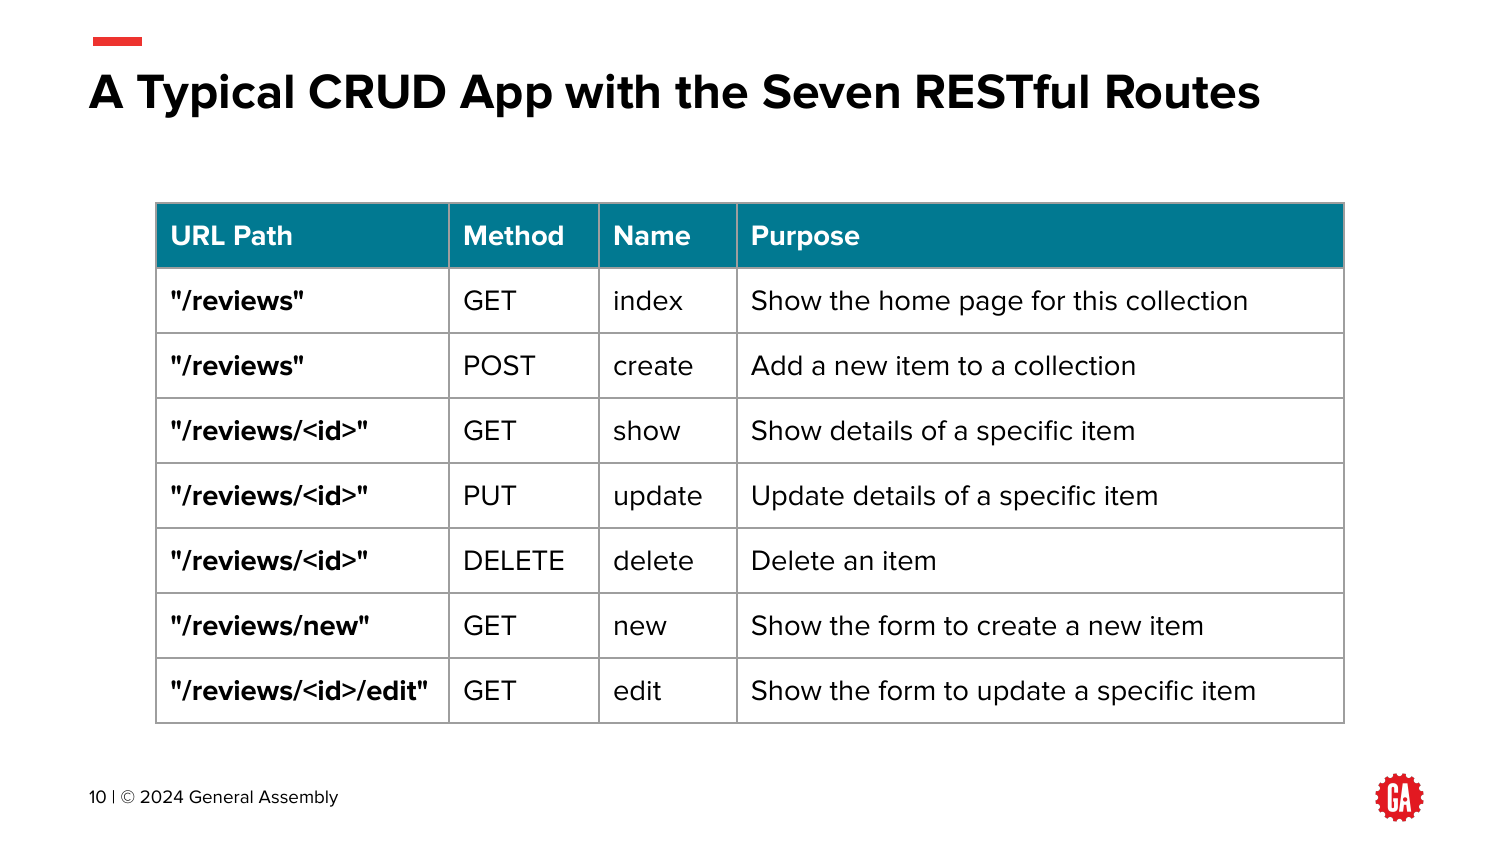 A Typical CRUD App with the Seven RESTful Routes
URL Path Method Name Purpose
"/reviews" GET index Show the home page for this collection
"/reviews" POST create Add a new item to a collection
"/reviews/<id>" GET show Show details of a specific item
"/reviews/<id>" PUT update Update details of a specific item
"/reviews/<id>" DELETE delete Delete an item
"/reviews/new" GET new Show the form to create a new item
"/reviews/<id>/edit" GET edit Show the form to update a specific item
10 | © 2024 General Assembly
GA